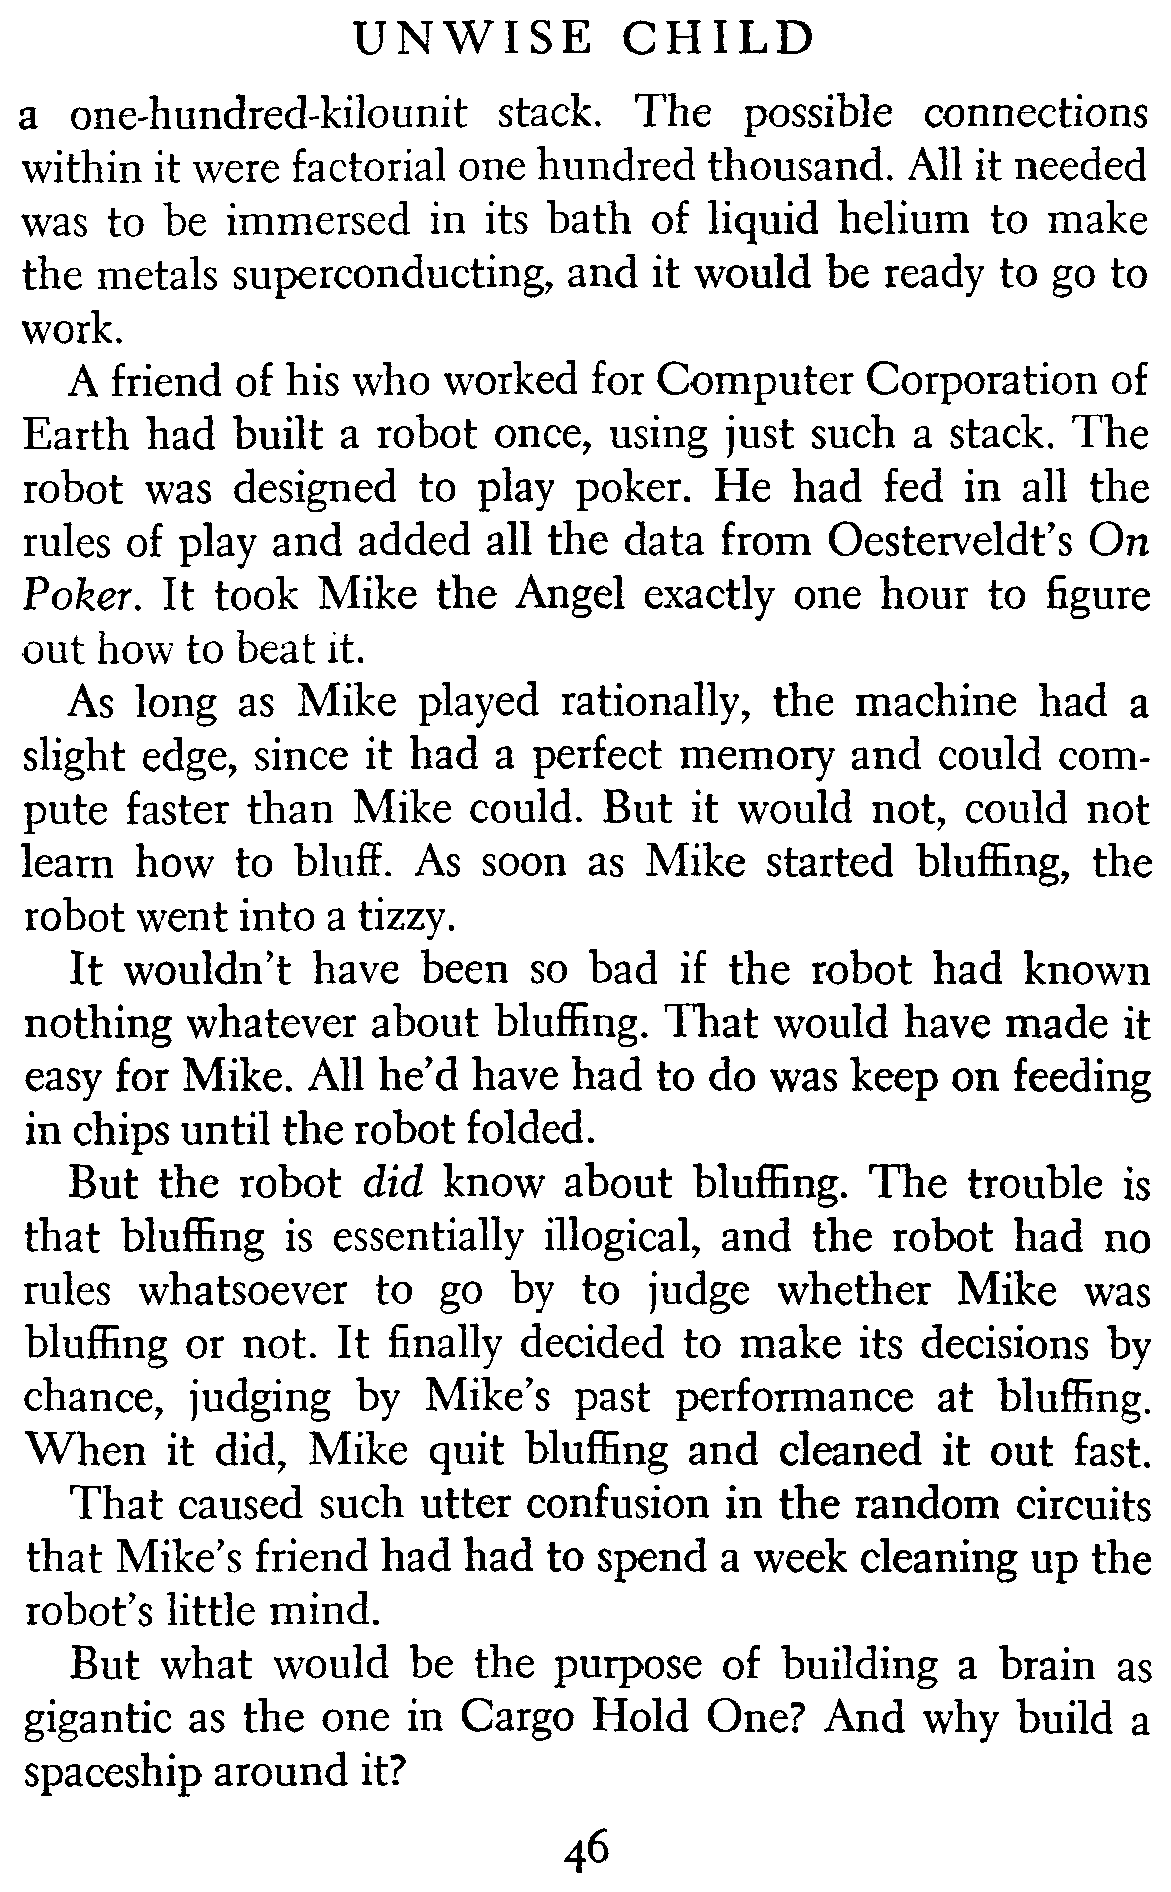 UNWISE CHILD
a one-hundred-kilounit stack. The possible connections
within it were factorial one hundred thousand. All it needed
was to be immersed in its bath of liquid helium to make
the metals superconducting, and it would be ready to go to
work.
A friend of his who worked for Computer Corporation of
Earth had built a robot once, using just such a stack. The
robot was designed to play poker. He had fed in all the
rules of play and added all the data from Oesterveldt's On
Poker. It took Mike the Angel exactly one hour to figure
out how to beat it.
As long as Mike played rationally, the machine had a
slight edge, since it had a perfect memory and could com-
pute faster than Mike could. But it would not, could not
learn how to bluff. As soon as Mike started bluffing, the
robot went into a tizzy.
It wouldn't have been so bad if the robot had known
nothing whatever about bluffing. That would have made it
easy for Mike. All he'd have had to do was keep on feeding
in chips until the robot folded.
But the robot did know about bluffing. The trouble is
that bluffing is essentially illogical, and the robot had no
rules whatsoever to go by to judge whether Mike was
bluffing or not. It finally decided to make its decisions by
chance, judging by Mike's past performance at bluffing.
When it did, Mike quit bluffing and cleaned it out fast.
That caused such utter confusion in the random circuits
that Mike's friend had had to spend a week cleaning up the
robot's little mind.
But what would be the purpose of building a brain as
gigantic as the one in Cargo Hold One? And why build a
spaceship around it?
46